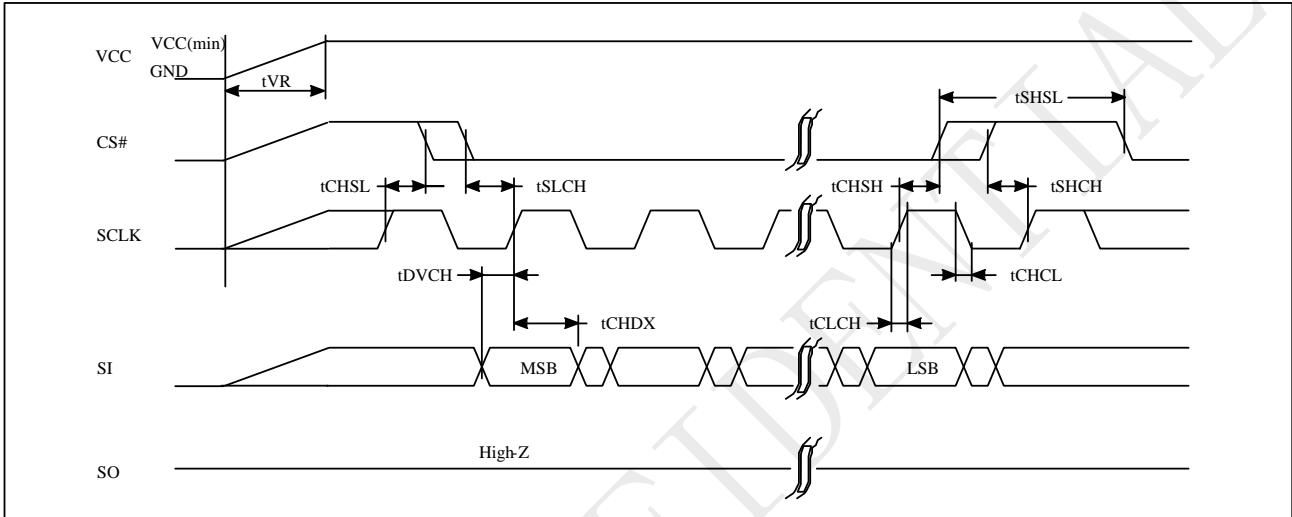 VCC(min)
VCC
GND
tVR
tSHSL
CS#
tCHSL
tSLCH
tCHSH
tSHCH
SCLK
tDVCH
tCHCL
tCHDX
tCLCH
SI
MSB
LSB
High-Z
SO